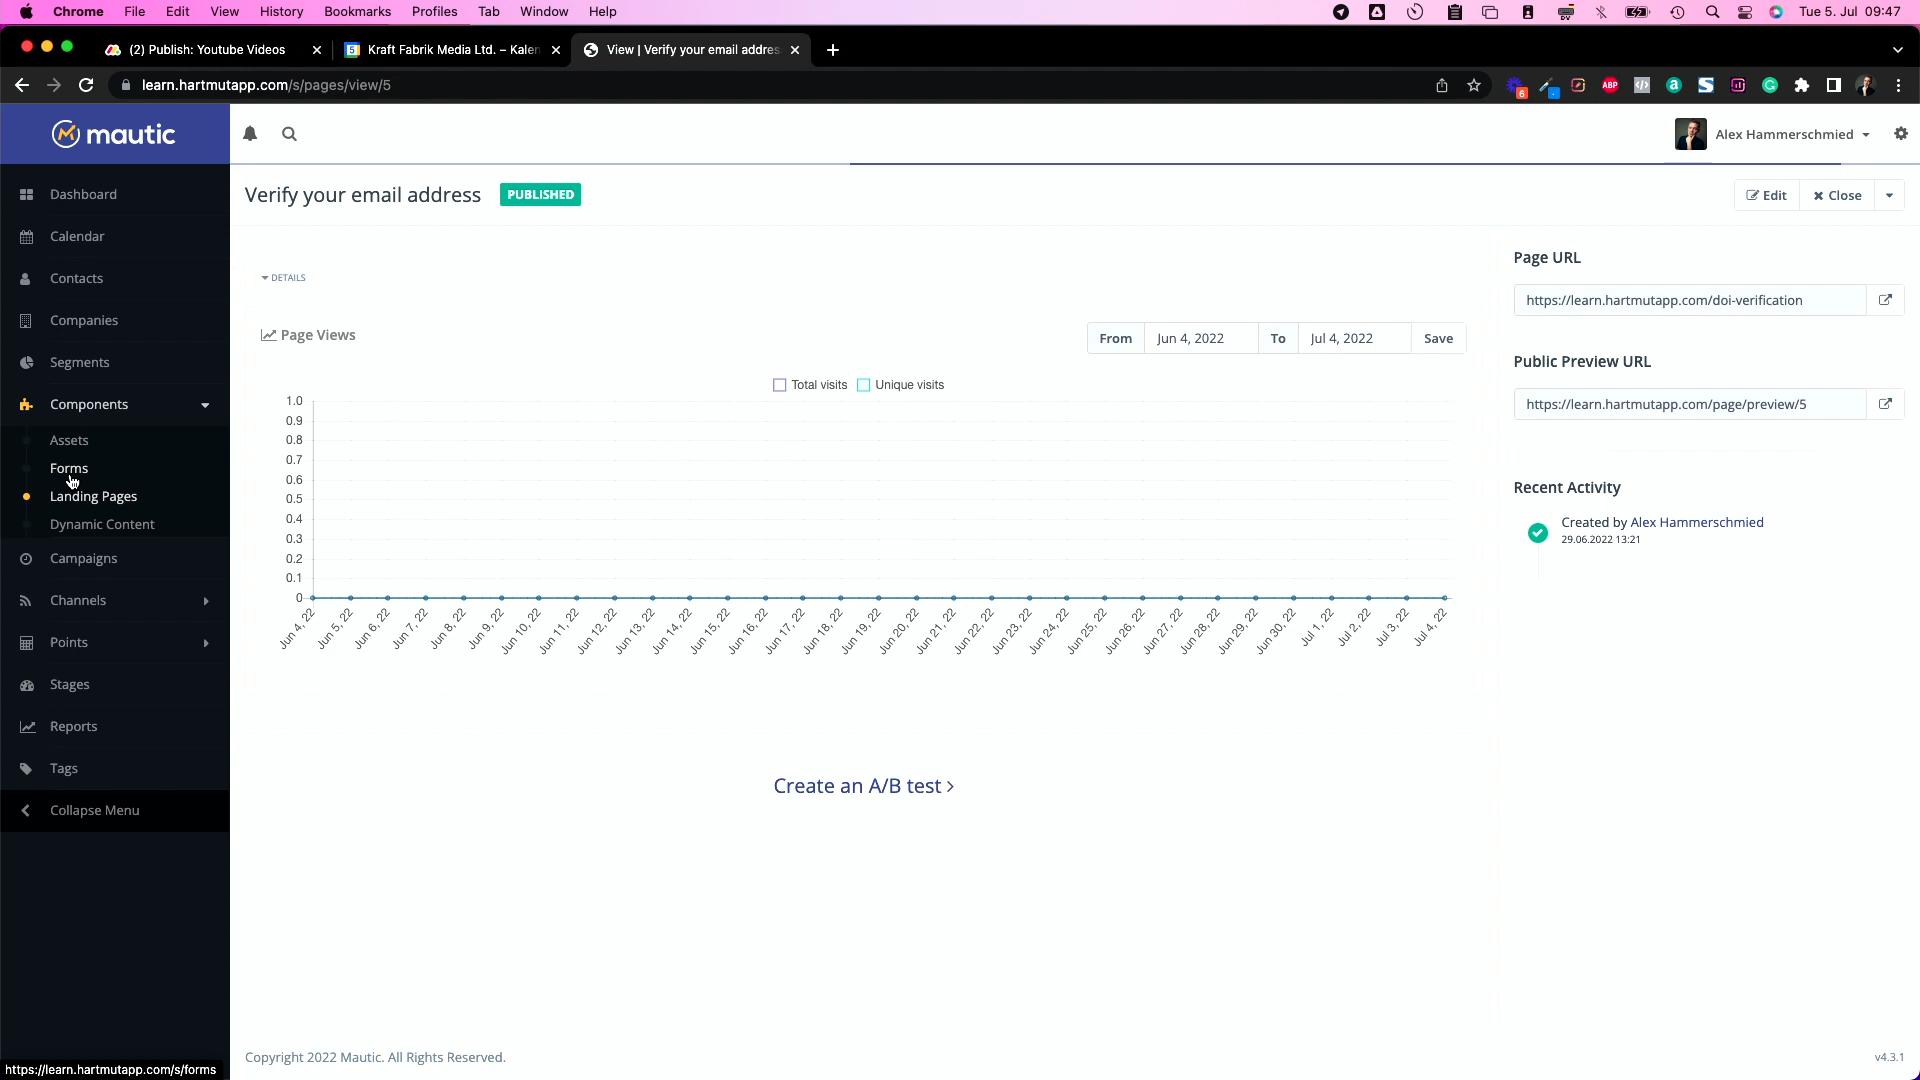 Chrome File Edit View History Bookmarks Profiles Tab Window Help Tue 5. Jul 09:47
(2) Publish: Youtube Videos Kraft Fabrik Media Ltd. – Kalen View | Verify your email addres
learn.hartmutapp.com/s/pages/view/5
mautic
Alex Hammerschmied
Dashboard
Calendar
Contacts
Companies
Segments
Components
Assets
Forms
Landing Pages
Dynamic Content
Campaigns
Channels
Points
Stages
Reports
Tags
Collapse Menu
https://learn.hartmutapp.com/s/forms
Verify your email address PUBLISHED
Edit Close
DETAILS
Page Views
From Jun 4, 2022 To Jul 4, 2022 Save
Total visits Unique visits
1.0
0.9
0.8
0.7
0.6
0.5
0.4
0.3
0.2
0.1
0
Jun 4, 22 Jun 5, 22 Jun 6, 22 Jun 7, 22 Jun 8, 22 Jun 9, 22 Jun 10, 22 Jun 11, 22 Jun 12, 22 Jun 13, 22 Jun 14, 22 Jun 15, 22 Jun 16, 22 Jun 17, 22 Jun 18, 22 Jun 19, 22 Jun 20, 22 Jun 21, 22 Jun 22, 22 Jun 23, 22 Jun 24, 22 Jun 25, 22 Jun 26, 22 Jun 27, 22 Jun 28, 22 Jun 29, 22 Jun 30, 22 Jul 1, 22 Jul 2, 22 Jul 3, 22 Jul 4, 22
Create an A/B test
Page URL
https://learn.hartmutapp.com/doi-verification
Public Preview URL
https://learn.hartmutapp.com/page/preview/5
Recent Activity
Created by Alex Hammerschmied
29.06.2022 13:21
Copyright 2022 Mautic. All Rights Reserved.
v4.3.1